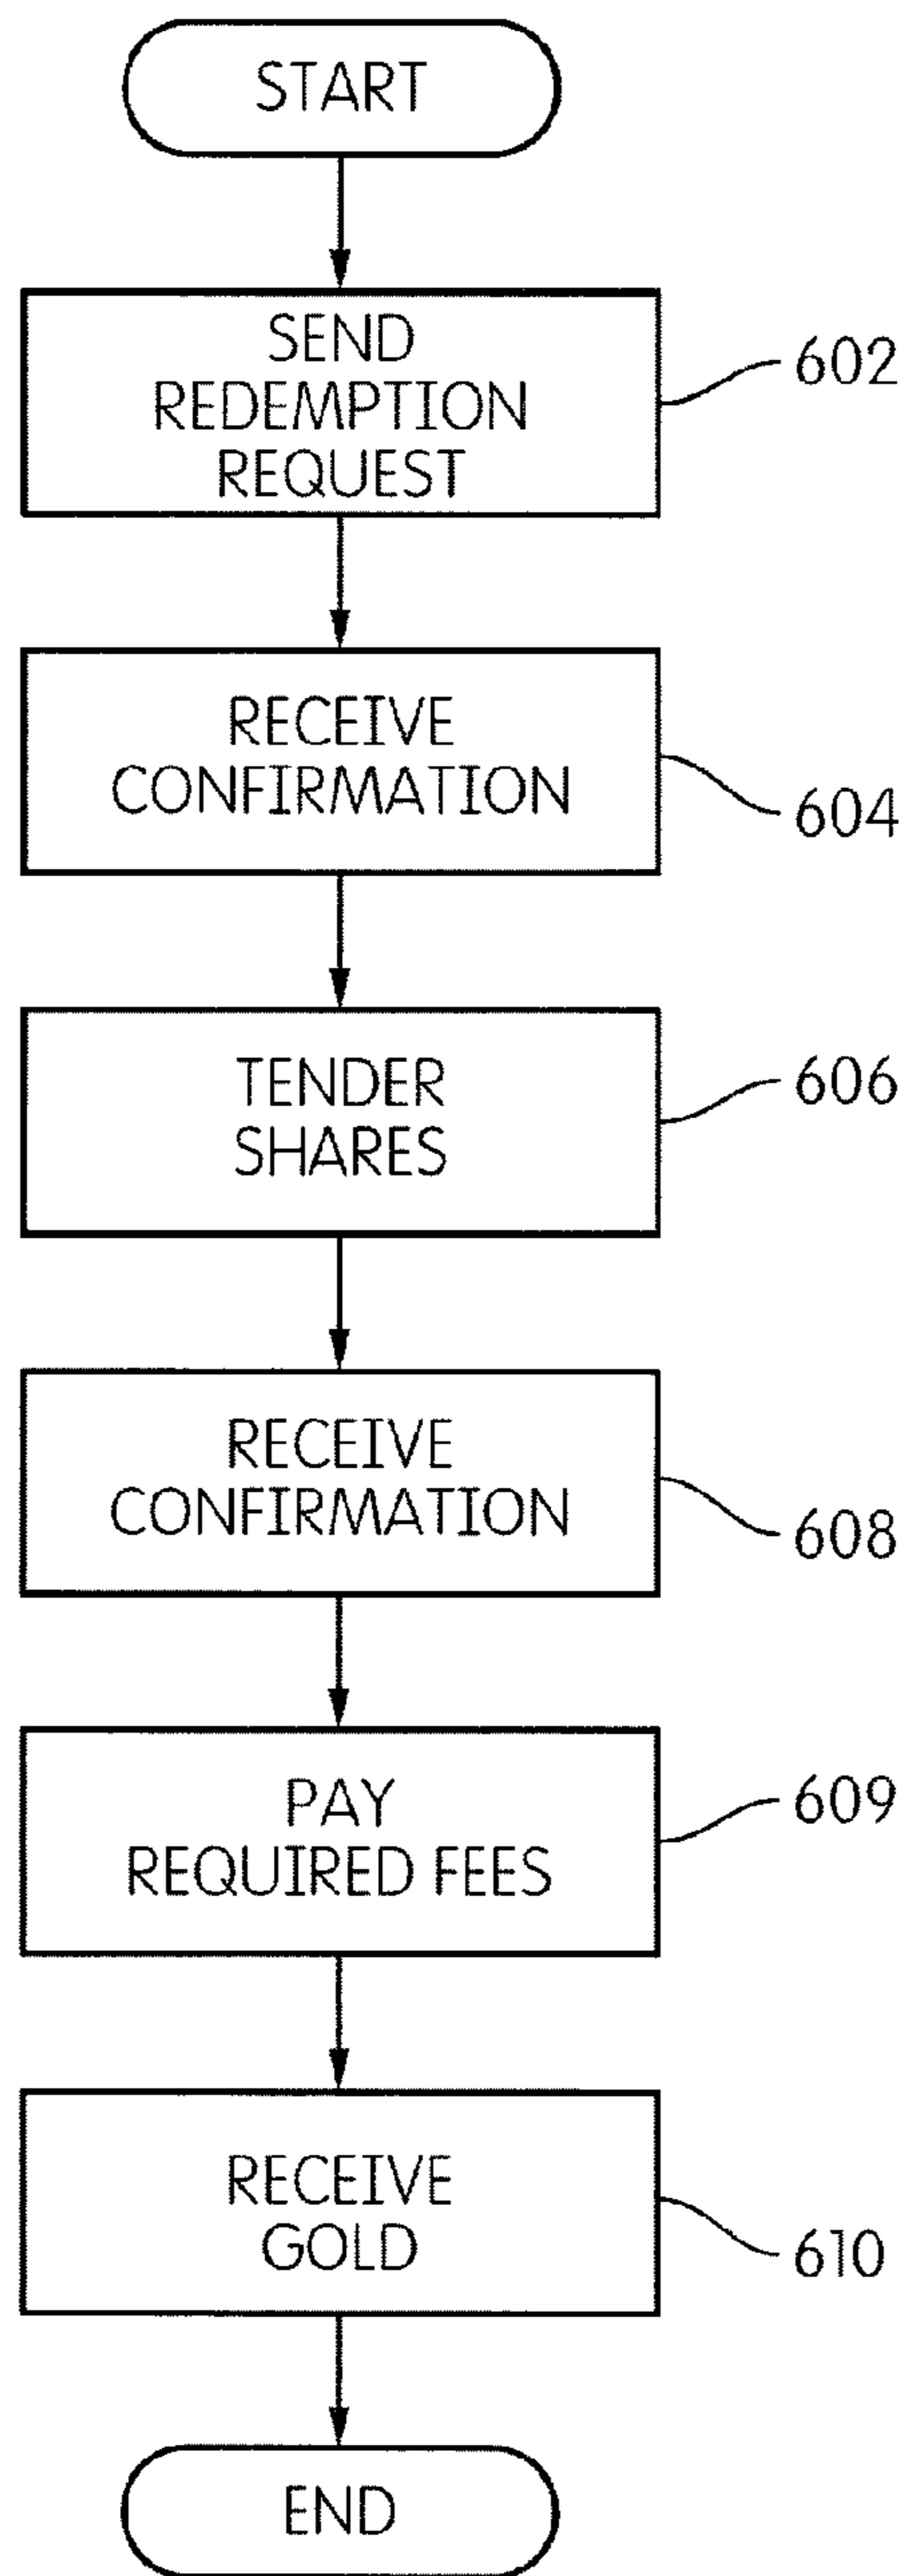 START
SEND
REDEMPTION
REQUEST
602
RECEIVE
CONFIRMATION
604
TENDER
SHARES
606
RECEIVE
CONFIRMATION
608
PAY
REQUIRED FEES
609
RECEIVE
GOLD
610
END